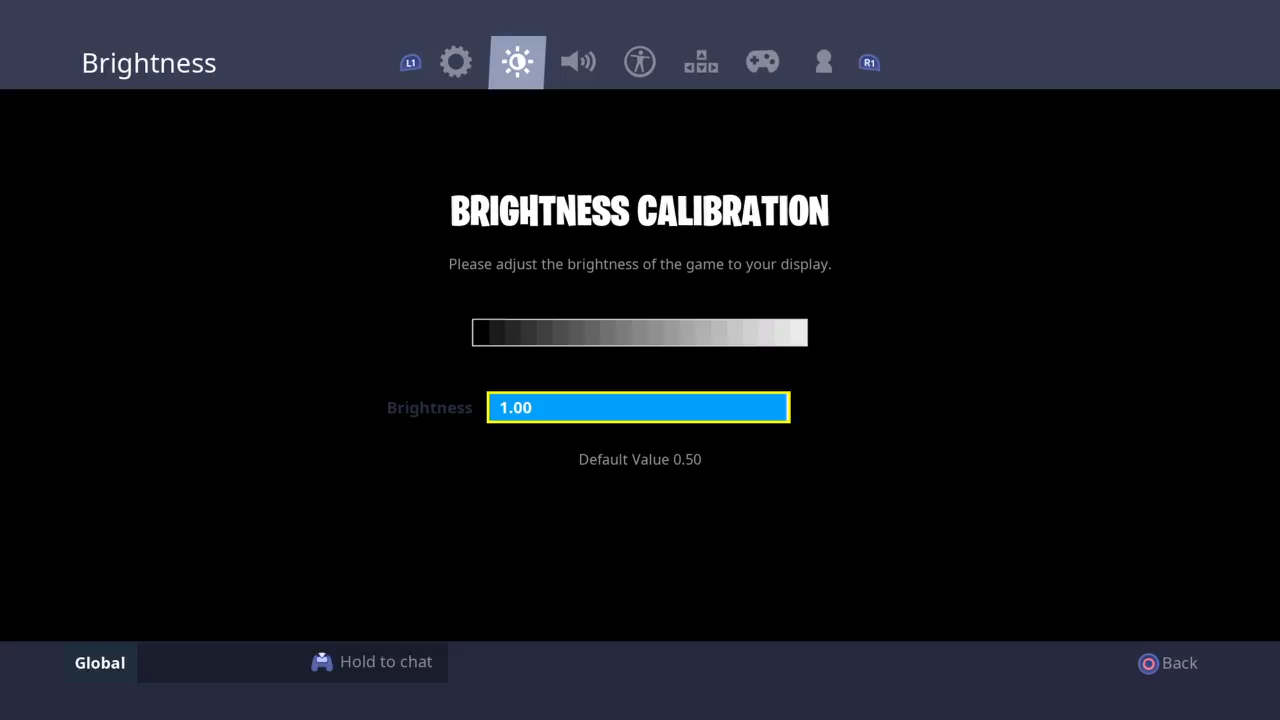 Brightness
L1
R1
BRIGHTNESS CALIBRATION
Please adjust the brightness of the game to your display.
Brightness 1.00
Default Value 0.50
Global
Hold to chat
Back